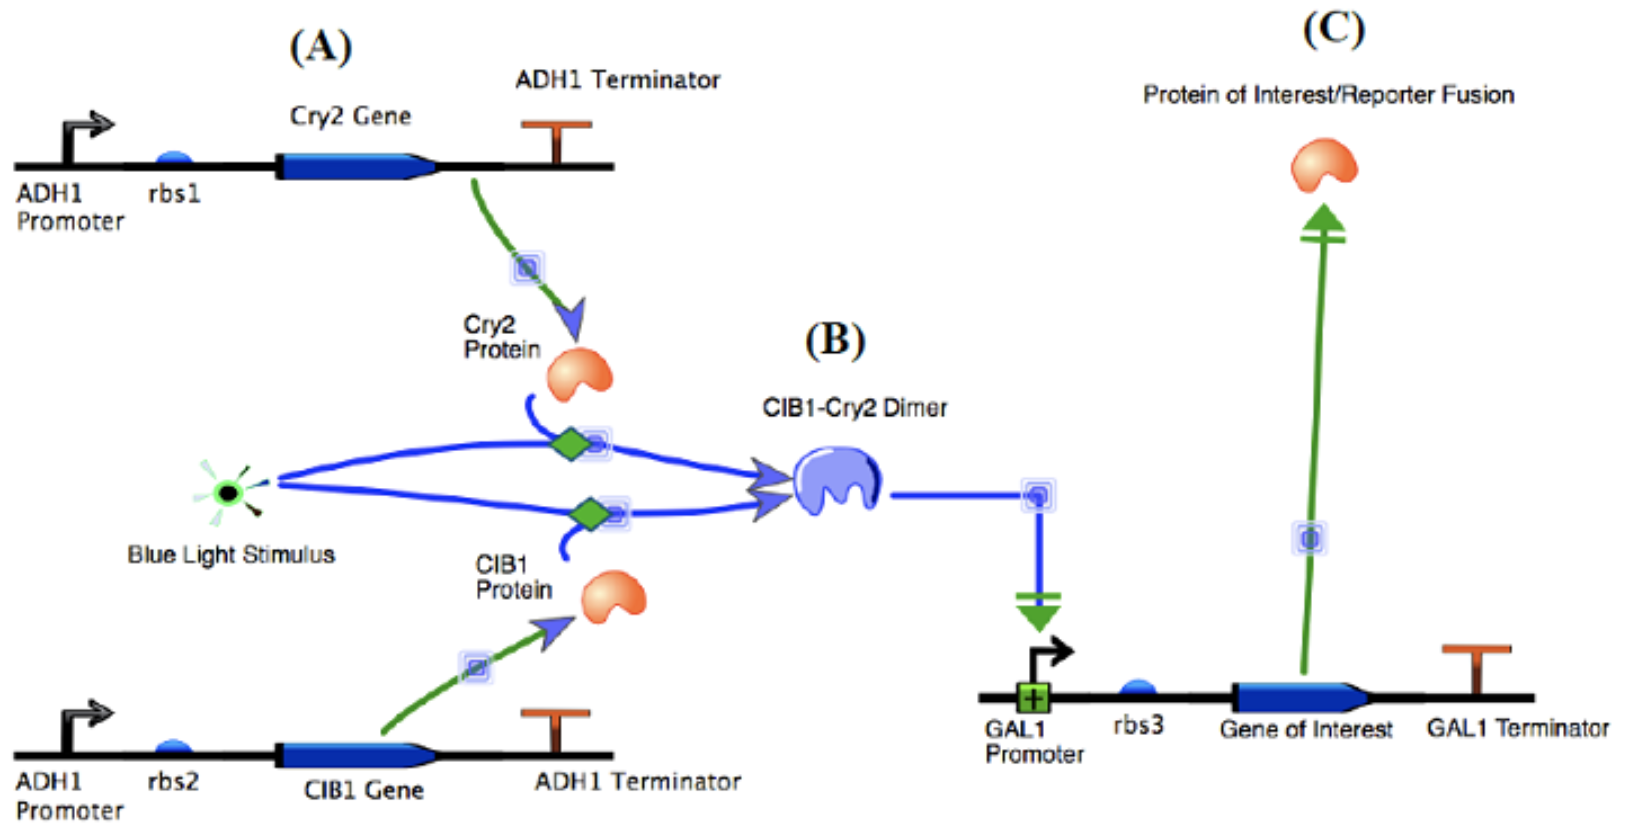 (A)
ADH1 Terminator
Cry2 Gene
ADH1
Promoter
rbs1
Cry2
Protein
(B)
CIB1-Cry2 Dimer
Blue Light Stimulus
CIB1
Protein
ADH1
Promoter
rbs2
CIB1 Gene
ADH1 Terminator
(C)
Protein of Interest/Reporter Fusion
+
GAL1
Promoter
rbs3
Gene of Interest
GAL1 Terminator